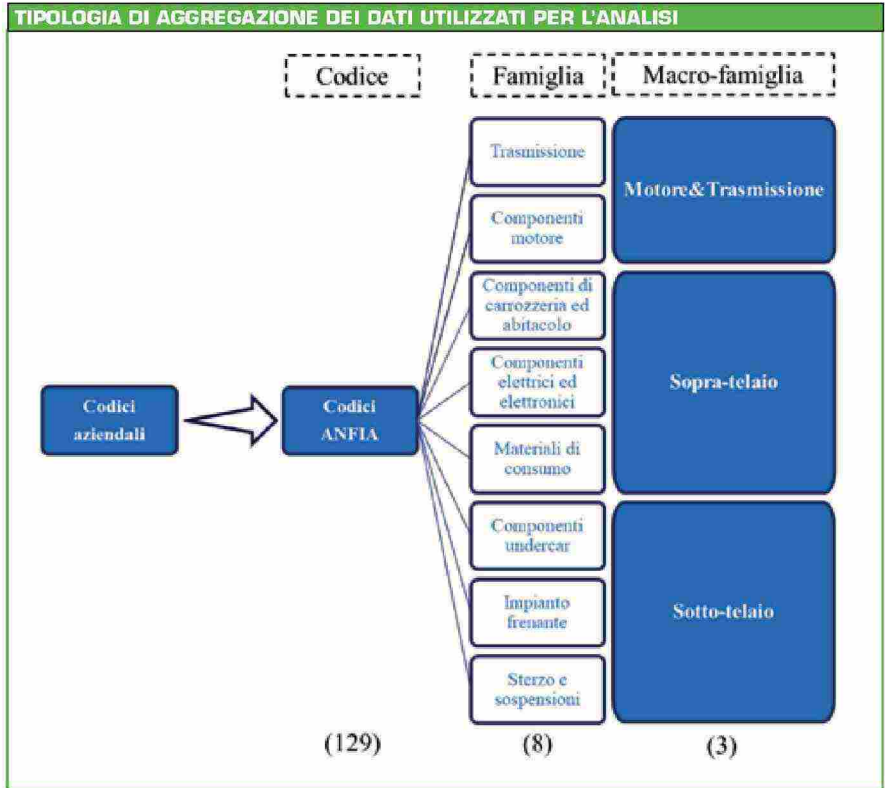 TIPOLOGIA DI AGGREGAZIONE DEI DATI UTILIZZATI PER L'ANALISI
Codice
Famiglia
Macro-famiglia
Codici
aziendali
Codici
ANFIA
Trasmissione
Componenti
motore
Componenti di
carrozzeria ed
abitacolo
Componenti
elettrici ed
elettronici
Materiali di
consumo
Componenti
undercar
Impianto
frenante
Sterzo e
sospensioni
Motore&Trasmissione
Sopra-telaio
Sotto-telaio
(129)
(8)
(3)